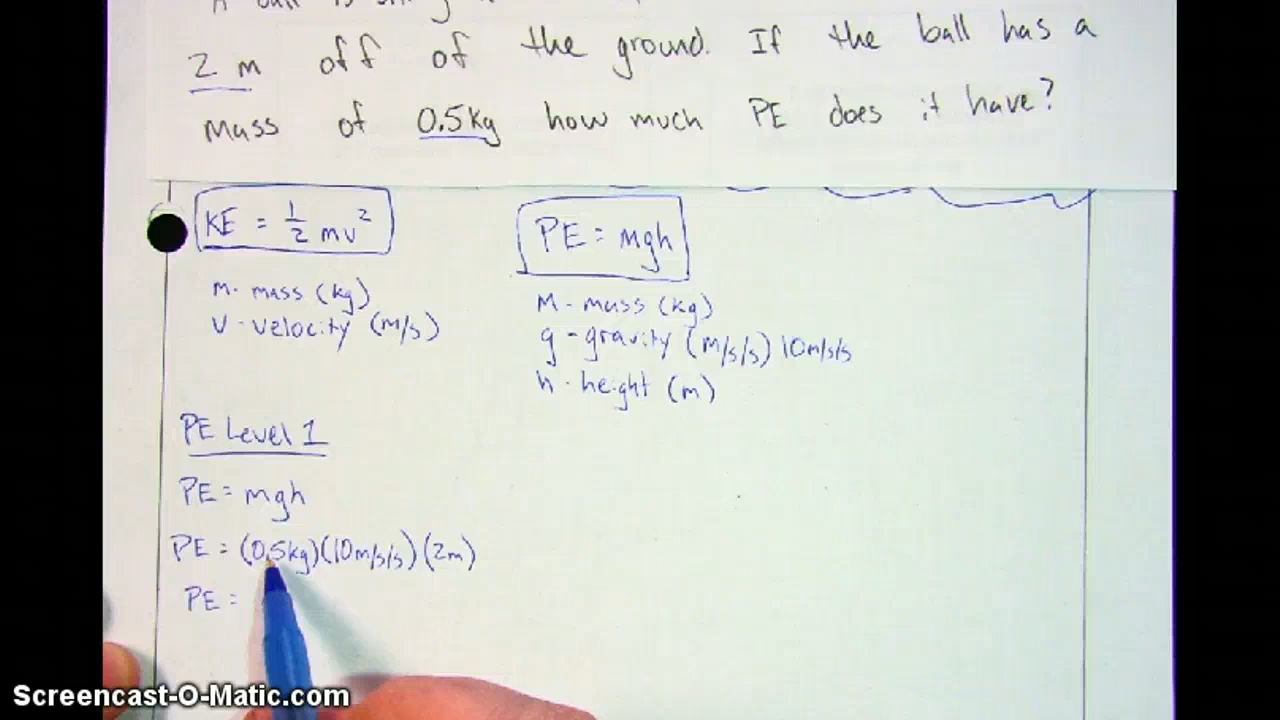 2 m off of the ground. If the ball has a
mass of 0.5kg how much PE does it have?
KE = 1/2 mv²
m- mass (kg)
v - velocity (m/s)
PE = mgh
m - mass (kg)
g - gravity (m/s/s) 10m/s/s
h - height (m)
PE Level 1
PE = mgh
PE = (0.5kg)(10m/s/s)(2m)
PE =
Screencast-O-Matic.com